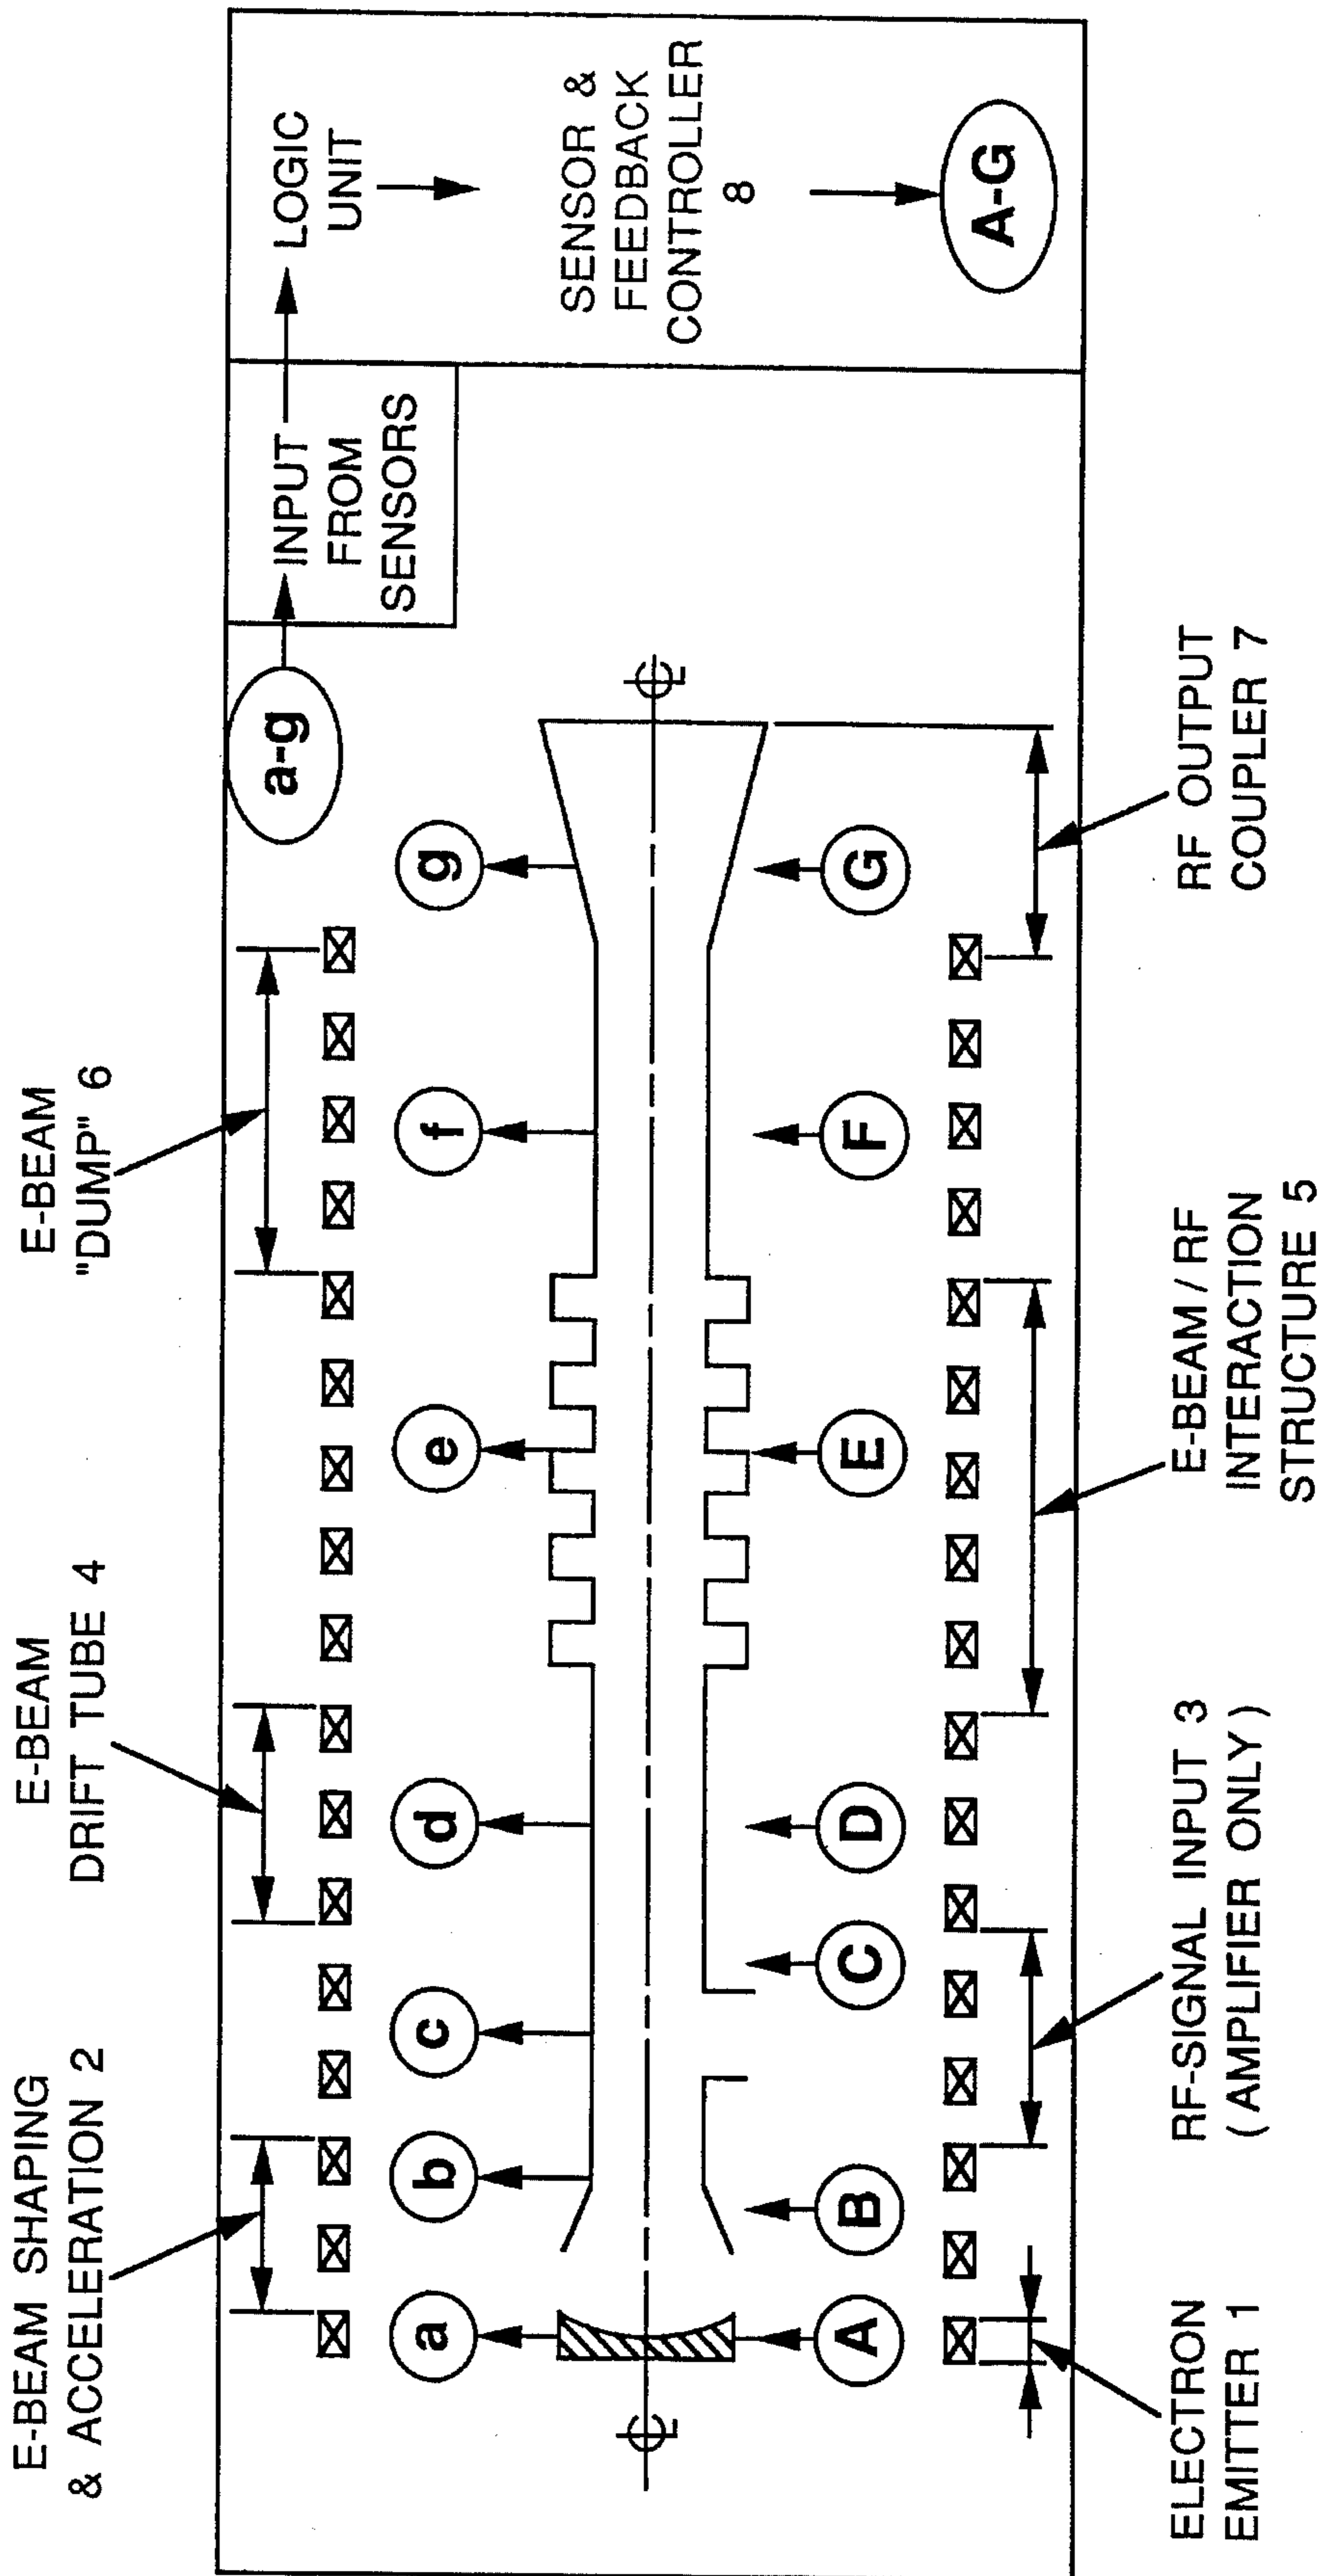 E-BEAM SHAPING
& ACCELERATION 2
E-BEAM
DRIFT TUBE 4
E-BEAM
"DUMP" 6
a-g
INPUT
FROM
SENSORS
LOGIC
UNIT
SENSOR &
FEEDBACK
CONTROLLER
8
A-G
a
b
c
d
e
f
g
A
B
C
D
E
F
G
ELECTRON
EMITTER 1
RF-SIGNAL INPUT 3
( AMPLIFIER ONLY )
E-BEAM / RF
INTERACTION
STRUCTURE 5
RF OUTPUT
COUPLER 7